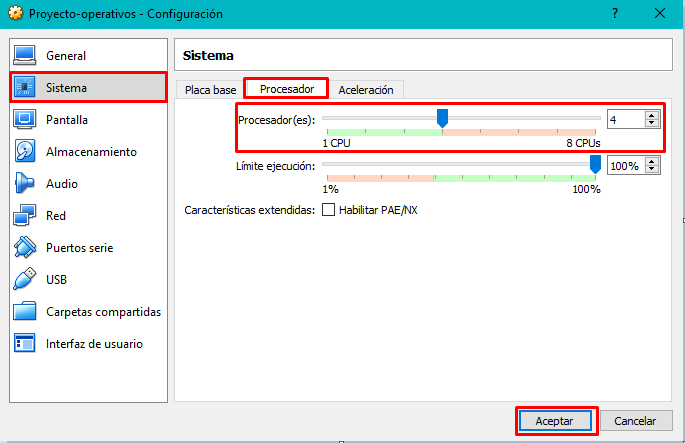 Proyecto-operativos - Configuración
?
General
Sistema
Pantalla
Almacenamiento
Audio
Red
Puertos serie
USB
Carpetas compartidas
Interfaz de usuario
Sistema
Placa base Procesador Aceleración
Procesador(es): 4
1 CPU 8 CPUs
Límite ejecución: 100%
1% 100%
Características extendidas: Habilitar PAE/NX
Aceptar Cancelar